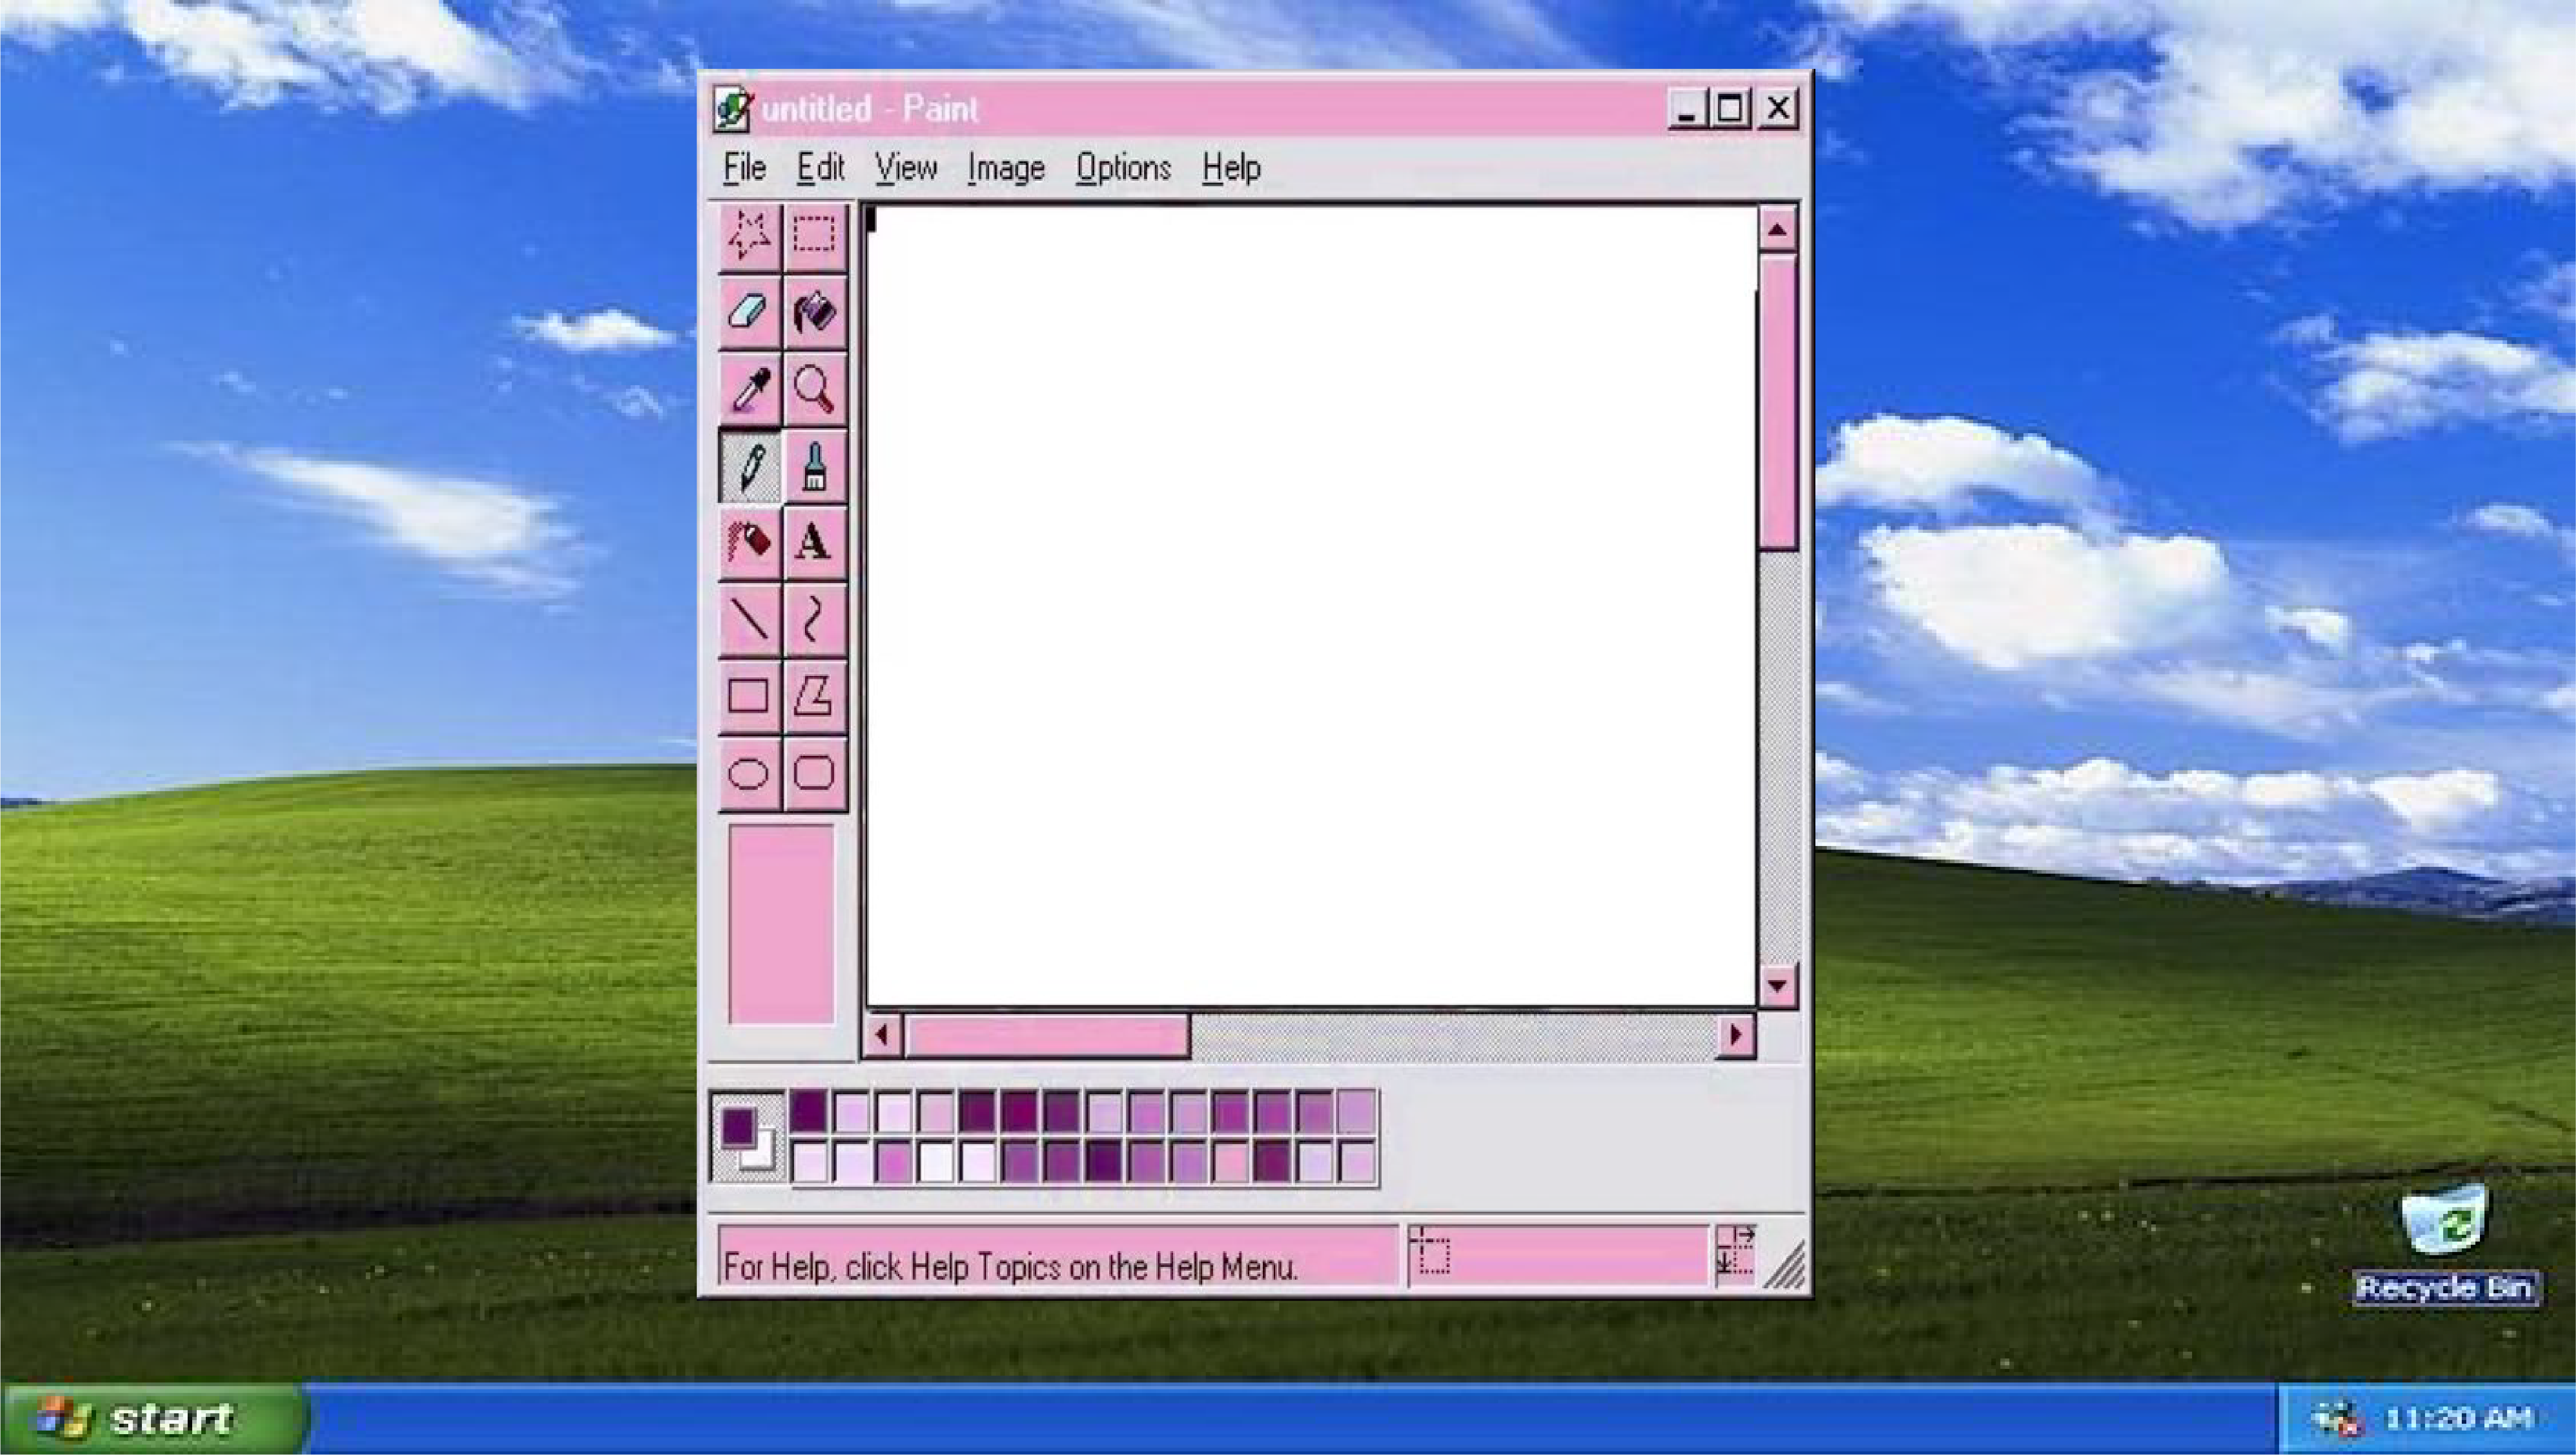 untitled - Paint
File Edit View Image Options Help
A
For Help, click Help Topics on the Help Menu.
Recycle Bin
start
11:20 AM